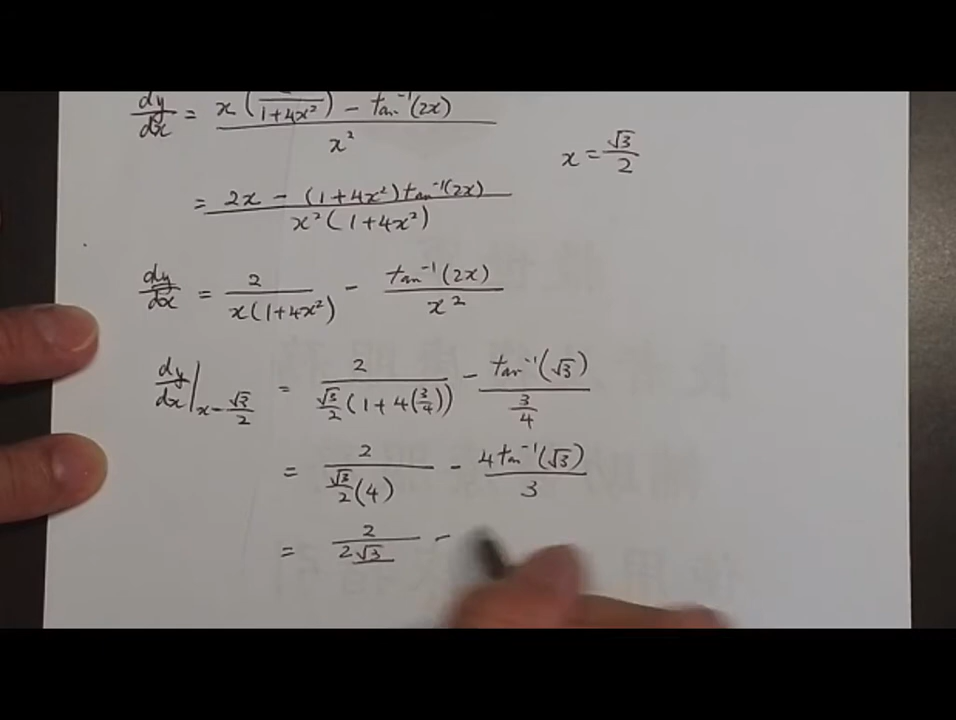 dy/dx = (x(2/(1+4x²)) - tan⁻¹(2x))/x²
x = √3/2
= (2x - (1+4x²)tan⁻¹(2x))/(x²(1+4x²))
dy/dx = 2/(x(1+4x²)) - tan⁻¹(2x)/x²
dy/dx|x=√3/2 = 2/(√3/2(1+4(3/4))) - tan⁻¹(√3)/(3/4)
= 2/(√3/2(4)) - 4tan⁻¹(√3)/3
= 2/(2√3) -